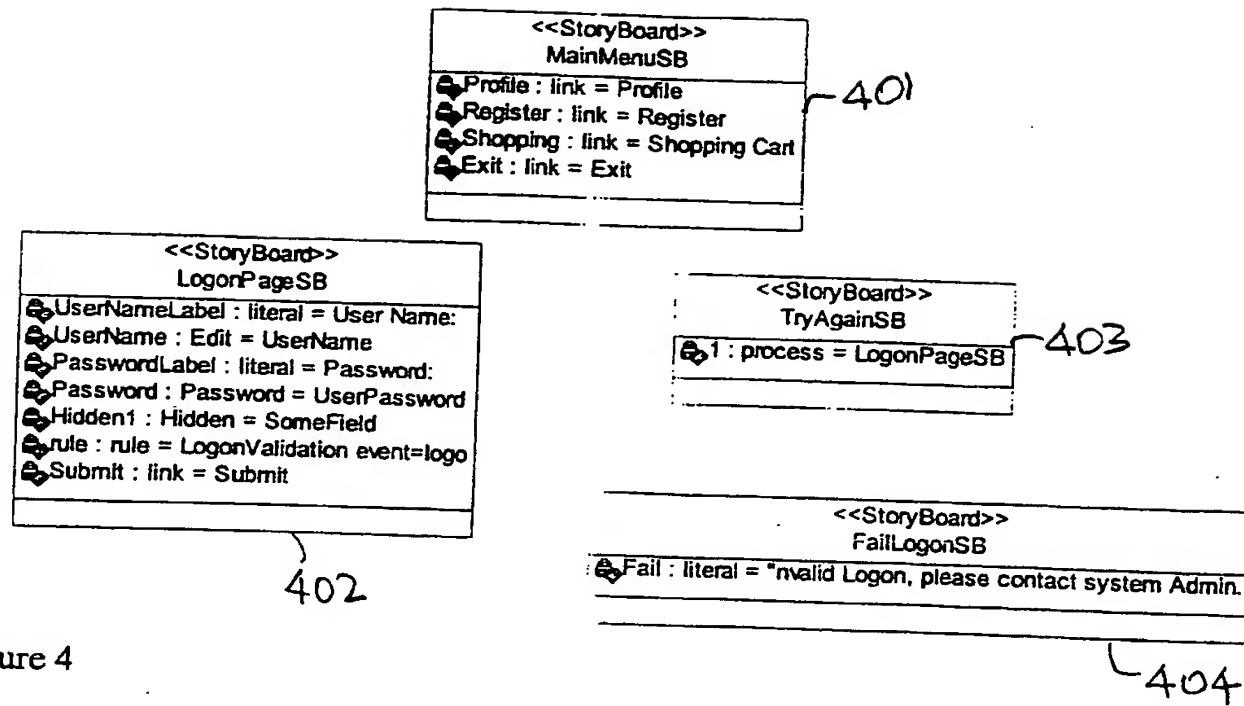 <<StoryBoard>>
MainMenuSB
Profile : link = Profile
Register : link = Register
Shopping : link = Shopping Cart
Exit : link = Exit
401
<<StoryBoard>>
LogonPageSB
UserNameLabel : literal = User Name:
UserName : Edit = UserName
PasswordLabel : literal = Password:
Password : Password = UserPassword
Hidden1 : Hidden = SomeField
rule : rule = LogonValidation event=logo
Submit : link = Submit
402
<<StoryBoard>>
TryAgainSB
1 : process = LogonPageSB
403
<<StoryBoard>>
FailLogonSB
Fail : literal = "nvalid Logon, please contact system Admin.
404
ure 4